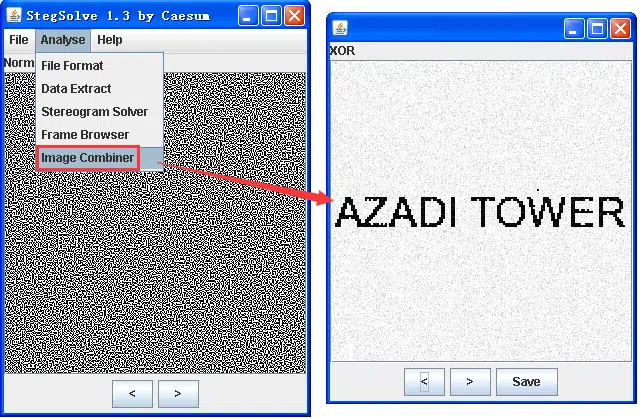 StegSolve 1.3 by Caesum
File Analyse Help
Norm
File Format
Data Extract
Stereogram Solver
Frame Browser
Image Combiner
< >
XOR
AZADI TOWER
< > Save